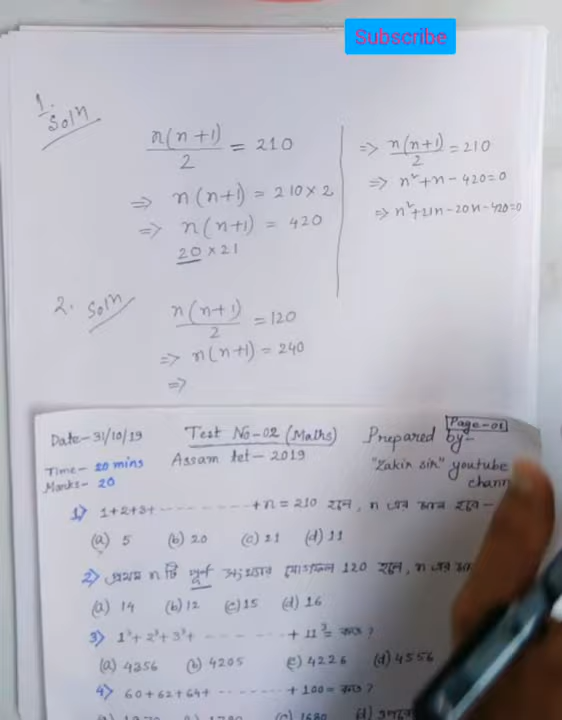 Subscribe
1. Soln
n(n+1)/2 = 210
=> n(n+1) = 210×2
=> n(n+1) = 420
20×21
=> n(n+1)/2 = 210
=> n²+n-420=0
=> n²+21n-20n-420=0
2. Soln
n(n+1)/2 = 120
=> n(n+1) = 240
=>
Page-01
Date-31/10/19 Test No-02 (Maths) Prepared by-
Time- 20 mins Assam tet-2019 "Zakir sir" youtube
Marks- 20 chann
1) 1+2+3+ - - - - - - - - - +n = 210 হলে, n এর মান হবে-
(a) 5 (b) 20 (c) 21 (d) 11
2) প্রথম n টি পূর্ণ সংখ্যার যোগফল 120 হলে, n এর
(a) 14 (b) 12 (c) 15 (d) 16
3) 1³+2³+3³+ - - - - - - + 11³ = কত ?
(a) 4356 (b) 4205 (c) 4226 (d) 4556
4) 60+62+64+ - - - - - - - + 100 = কত ?
(c) 1680